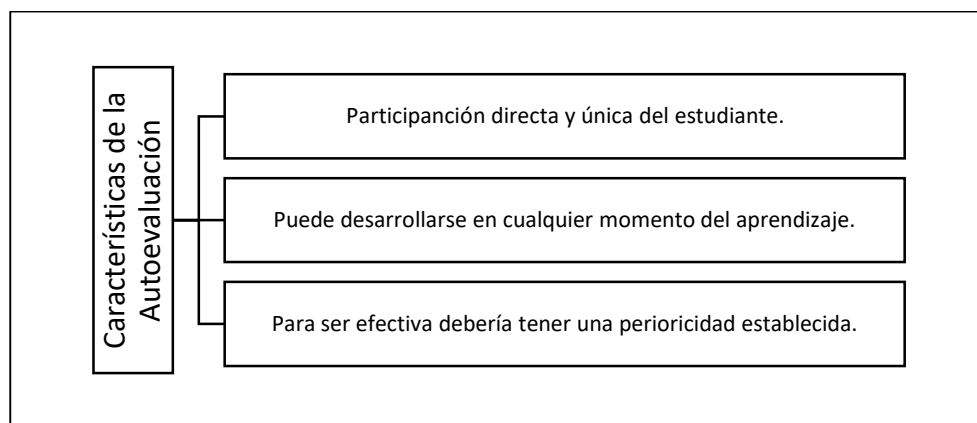 Características de la
Autoevaluación
Participanción directa y única del estudiante.
Puede desarrollarse en cualquier momento del aprendizaje.
Para ser efectiva debería tener una perioricidad establecida.